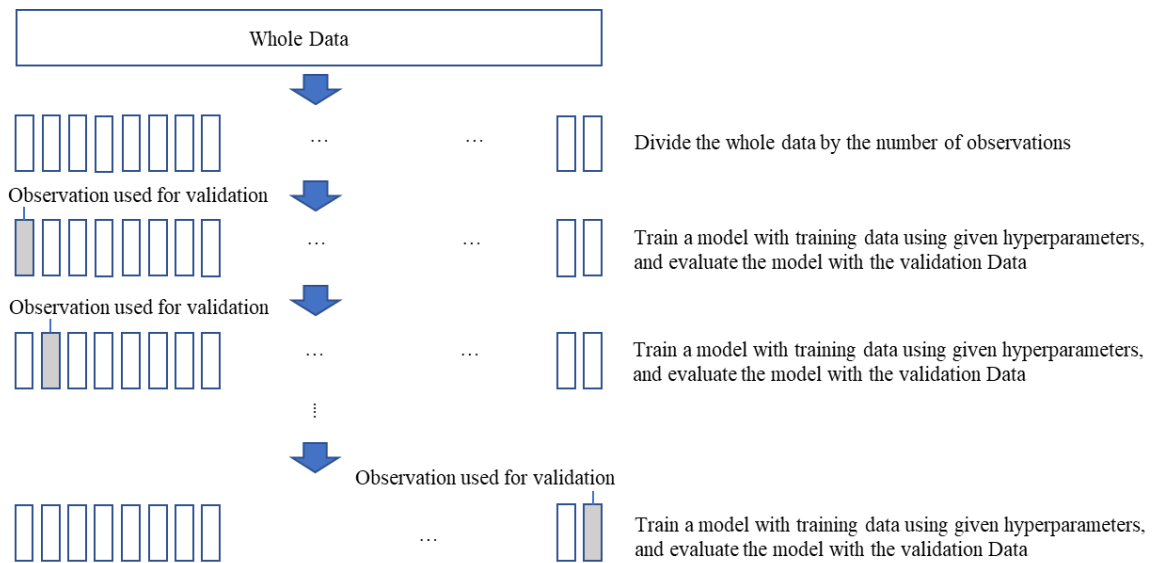 Whole Data
… …
Divide the whole data by the number of observations
Observation used for validation
… …
Train a model with training data using given hyperparameters,
and evaluate the model with the validation Data
Observation used for validation
… …
Train a model with training data using given hyperparameters,
and evaluate the model with the validation Data
Observation used for validation
…
Train a model with training data using given hyperparameters,
and evaluate the model with the validation Data